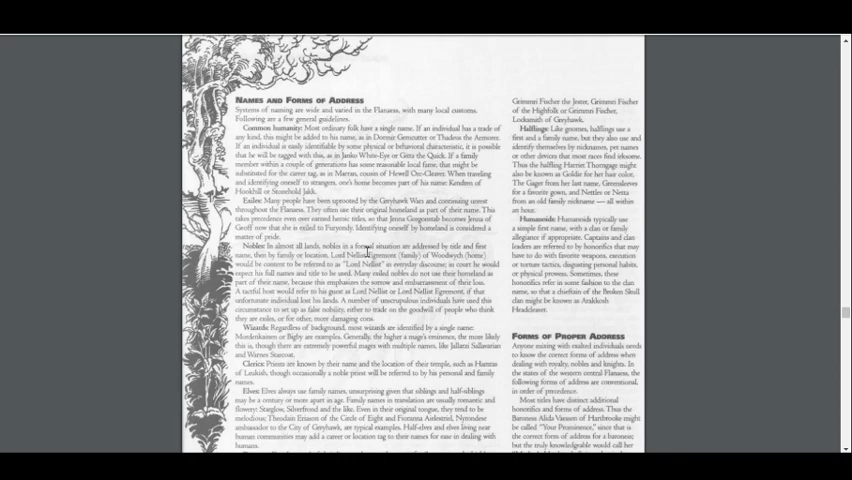 NAMES AND FORMS OF ADDRESS
Systems of naming are wide and varied in the Flanaess, with many local customs.
Following are a few general guidelines.
Common humanity: Most ordinary folk have a single name. If an individual has a trade of
any kind, this might be added to his name, as in Dormir Gemcutter or Thadeus the Armorer.
If an individual is easily identifiable by some physical or behavioral characteristic, it is possible
that he will be tagged with this, as in Jasko White-Eye or Gitta the Quick. If a family
member within a couple of generations has some reasonable local fame, that might be
substituted for the career tag, as in Marran, cousin of Hewell Orc-Cleaver. When traveling
and identifying oneself to strangers, one's home becomes part of his name: Kendren of
Hookhill or Stonehold Jakk.
Exiles: Many people have been uprooted by the Greyhawk Wars and continuing unrest
throughout the Flanaess. They often use their original homeland as part of their name. This
takes precedence even over earned heroic titles, so that Jenna Gorgonstah becomes Jenna of
Geoff now that she is exiled to Furyondy. Identifying oneself by homeland is considered a
matter of pride.
Nobles: In almost all lands, nobles in a formal situation are addressed by title and first
name, then by family or location. Lord Nellist Egremont (family) of Woodwych (home)
would be content to be referred to as "Lord Nellist" in everyday discourse; in court he would
expect his full names and title to be used. Many exiled nobles do not use their homeland as
part of their name, because this emphasizes the sorrow and embarrassment of their loss.
A tactful host would refer to his guest as Lord Nellist or Lord Nellist Egremont, if that
unfortunate individual lost his lands. A number of unscrupulous individuals have used this
circumstance to set up as false nobility, either to trade on the goodwill of people who think
they are exiles, or for other, more damaging cons.
Wizards: Regardless of background, most wizards are identified by a single name:
Mordenkainen or Bigby are examples. Generally, the higher a mage's eminence, the more likely
this is, though there are extremely powerful mages with multiple names, like Jallarzi Sallavarian
and Warnes Starcoat.
Clerics: Priests are known by their name and the location of their temple, such as Hamras
of Leukish, though occasionally a noble priest will be referred to by his personal and family
names.
Elves: Elves always use family names, unsurprising given that siblings and half-siblings
may be a century or more apart in age. Family names in translation are usually romantic and
flowery: Starglow, Silverfrond and the like. Even in their original tongue, they tend to be
melodious; Theodain Eriason of the Circle of Eight and Fioranna Aideniel, Nyrondese
ambassador to the City of Greyhawk, are typical examples. Half-elves and elves living near
human communities may add a career or location tag to their names for ease in dealing with
humans.
Grimmri Fischer the Jester, Grimmri Fischer
of the Highfolk or Grimmri Fischer,
Locksmith of Greyhawk.
Halflings: Like gnomes, halflings use a
first and a family name, but they also use and
identify themselves by nicknames, pet names
or other devices that most races find irksome.
Thus the halfling Harriet Thorngage might
also be known as Goldie for her hair color,
The Gager from her last name, Greensleeves
for a favorite gown, and Nettles or Netta
from an old family nickname — all within
an hour.
Humanoids: Humanoids typically use
a simple first name, with a clan or family
allegiance if appropriate. Captains and clan
leaders are referred to by honorifics that may
have to do with favorite weapons, execution
or torture tactics, disgusting personal habits,
or physical prowess. Sometimes, these
honorifics refer in some fashion to the clan
name, so that a chieftain of the Broken Skull
clan might be known as Arakkosh
Headcleaver.
FORMS OF PROPER ADDRESS
Anyone mixing with exalted individuals needs
to know the correct forms of address when
dealing with royalty, nobles and knights. In
the states of the western central Flanaess, the
following forms of address are conventional,
in order of precedence.
Most titles have distinct additional
honorifics and forms of address. Thus the
Baroness Alida Vesson of Hartbrooke might
be called "Your Prominence," since that is
the correct form of address for a baroness;
but the truly knowledgeable would call her